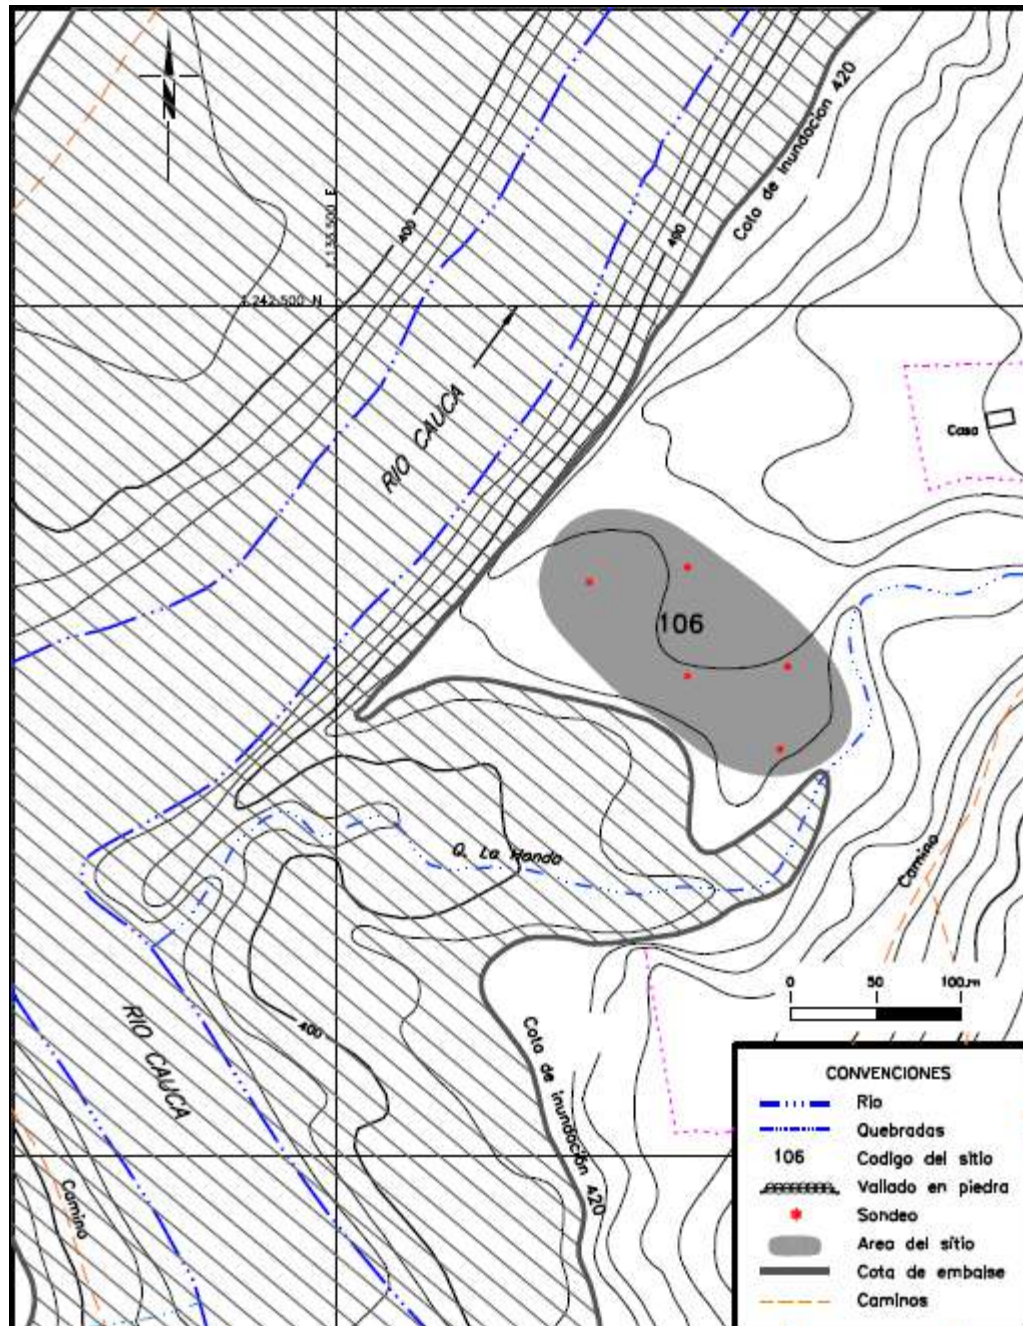 N
Cota de inundacion 420
400
1 133.500 E
400
1 242.500 N
RIO CAUCA
Casa
106
Camino
Q. La Honda
0 50 100m
400
RIO CAUCA
Cota de inundación 420
Camino
CONVENCIONES
Rio
Quebradas
106 Codigo del sitio
Vallado en piedra
Sondeo
Area del sitio
Cota de embalse
Caminos